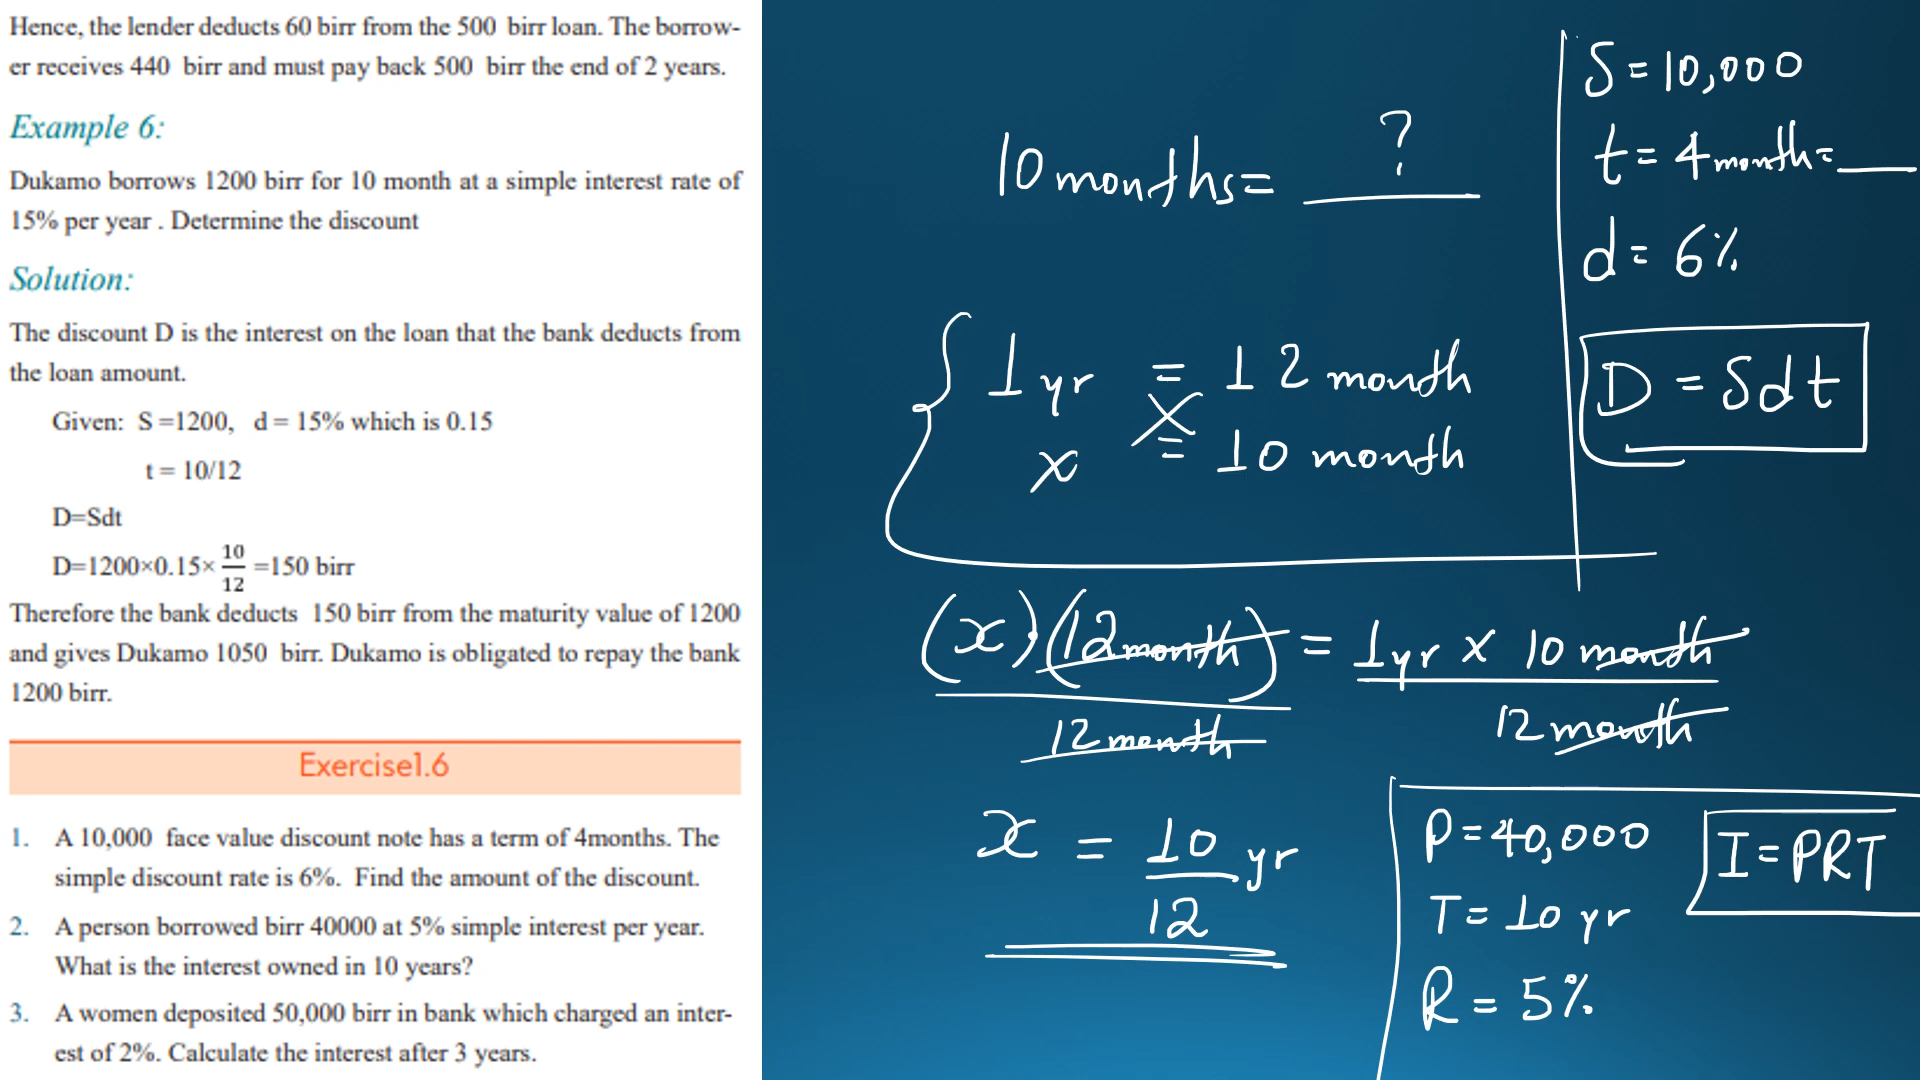 Hence, the lender deducts 60 birr from the 500 birr loan. The borrow-
er receives 440 birr and must pay back 500 birr the end of 2 years.
Example 6:
Dukamo borrows 1200 birr for 10 month at a simple interest rate of
15% per year . Determine the discount
Solution:
The discount D is the interest on the loan that the bank deducts from
the loan amount.
Given: S =1200, d = 15% which is 0.15
t = 10/12
D=Sdt
D=1200×0.15× 10/12 =150 birr
Therefore the bank deducts 150 birr from the maturity value of 1200
and gives Dukamo 1050 birr. Dukamo is obligated to repay the bank
1200 birr.
Exercise1.6
1. A 10,000 face value discount note has a term of 4months. The
simple discount rate is 6%. Find the amount of the discount.
2. A person borrowed birr 40000 at 5% simple interest per year.
What is the interest owned in 10 years?
3. A women deposited 50,000 birr in bank which charged an inter-
est of 2%. Calculate the interest after 3 years.
10 months = ?
1 yr = 12 month
x = 10 month
(x)(12 month) = 1yr x 10 month
12 month 12 month
x = 10/12 yr
S = 10,000
t = 4 month =
d = 6%
D = Sdt
P = 40,000
T = 10 yr
R = 5%
I = PRT